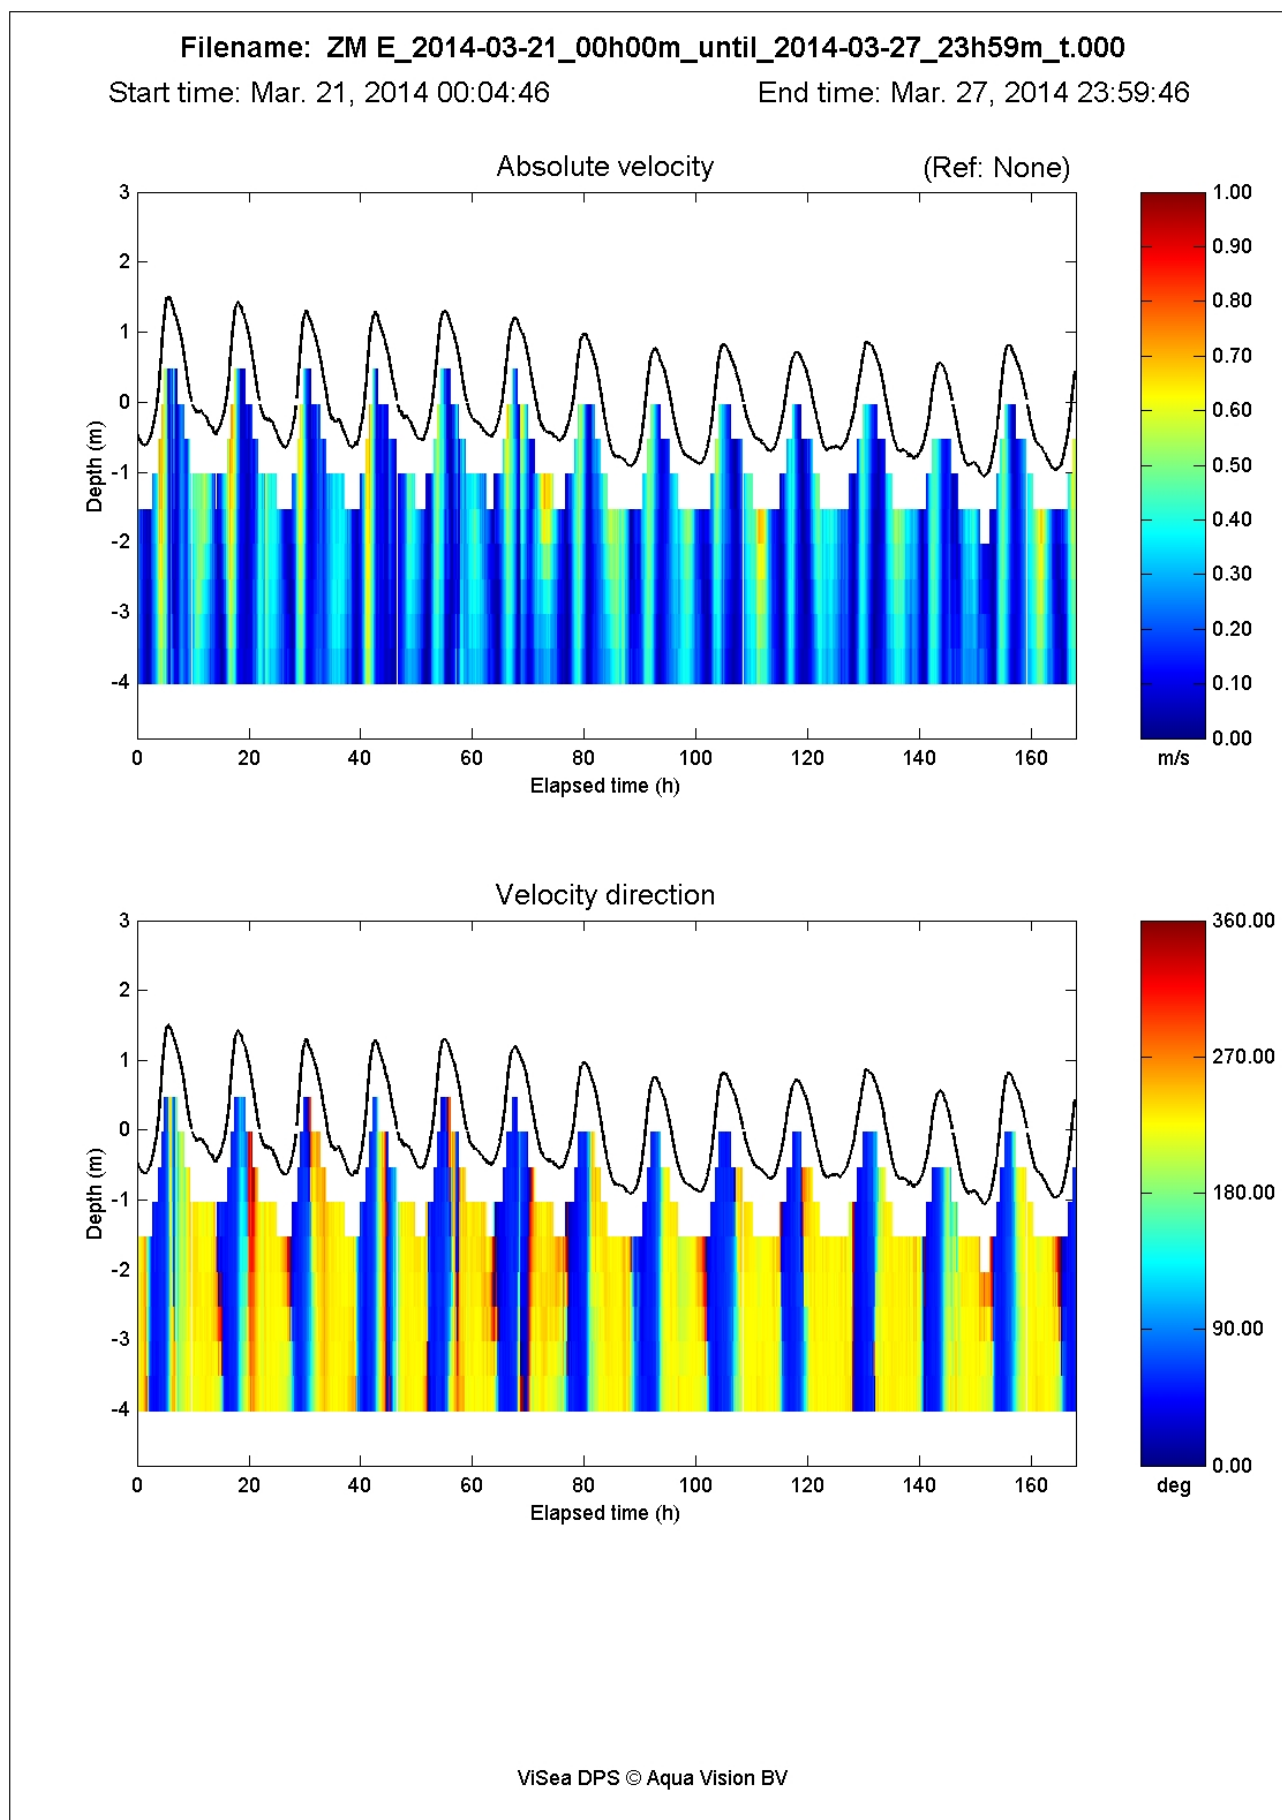 Filename:  ZM E_2014-03-21_00h00m_until_2014-03-27_23h59m_t.000
Start time: Mar. 21, 2014 00:04:46
End time: Mar. 27, 2014 23:59:46
Absolute velocity
(Ref: None)
3
2
1
0
-1
-2
-3
-4
Depth (m)
0 20 40 60 80 100 120 140 160
Elapsed time (h)
1.00
0.90
0.80
0.70
0.60
0.50
0.40
0.30
0.20
0.10
0.00
m/s
Velocity direction
3
2
1
0
-1
-2
-3
-4
Depth (m)
0 20 40 60 80 100 120 140 160
Elapsed time (h)
360.00
270.00
180.00
90.00
0.00
deg
ViSea DPS © Aqua Vision BV